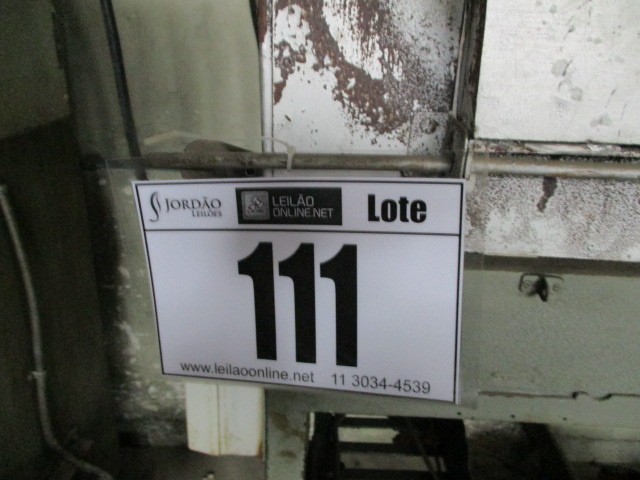 JORDÃO
LEILÕES
LEILÃO
ONLINE.NET
Lote
111
www.leilaoonline.net 11 3034-4539